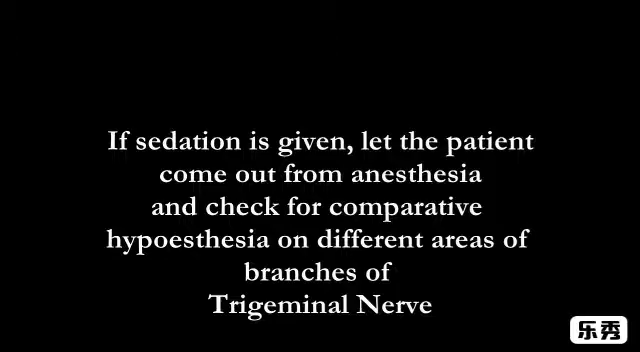 If sedation is given, let the patient
come out from anesthesia
and check for comparative
hypoesthesia on different areas of
branches of
Trigeminal Nerve
乐秀